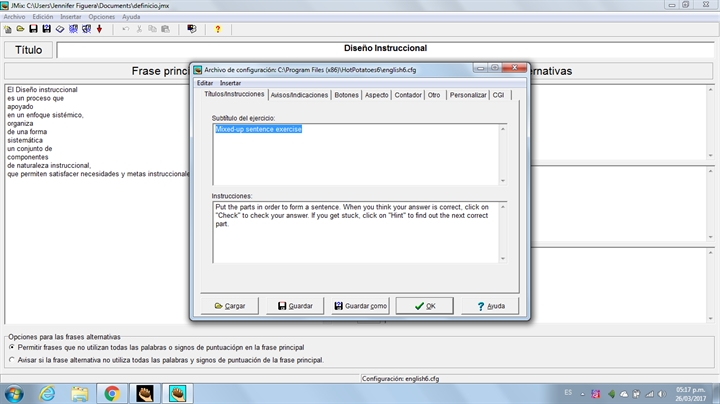 JMix: C:\Users\Jennifer Figuera\Documents\definicio.jmx
Archivo Edición Insertar Opciones Ayuda
Título
Diseño Instruccional
Frase princ
rnativas
El Diseño instruccional
es un proceso que
apoyado
en un enfoque sistémico,
organiza
de una forma
sistemática
un conjunto de
componentes
de naturaleza instruccional,
que permiten satisfacer necesidades y metas instruccionale
Archivo de configuración: C:\Program Files (x86)\HotPotatoes6\english6.cfg
Editar Insertar
Títulos/Instrucciones Avisos/Indicaciones Botones Aspecto Contador Otro Personalizar CGI
Subtítulo del ejercicio:
Mixed-up sentence exercise
Instrucciones:
Put the parts in order to form a sentence. When you think your answer is correct, click on
"Check" to check your answer. If you get stuck, click on "Hint" to find out the next correct
part.
Cargar Guardar Guardar como OK Ayuda
Opciones para las frases alternativas
Permitir frases que no utilizan todas las palabras o signos de puntuación en la frase principal
Avisar si la frase alternativa no utiliza todas las palabras y signos de puntuación de la frase principal.
Configuración: english6.cfg
ES
05:17 p.m.
26/03/2017